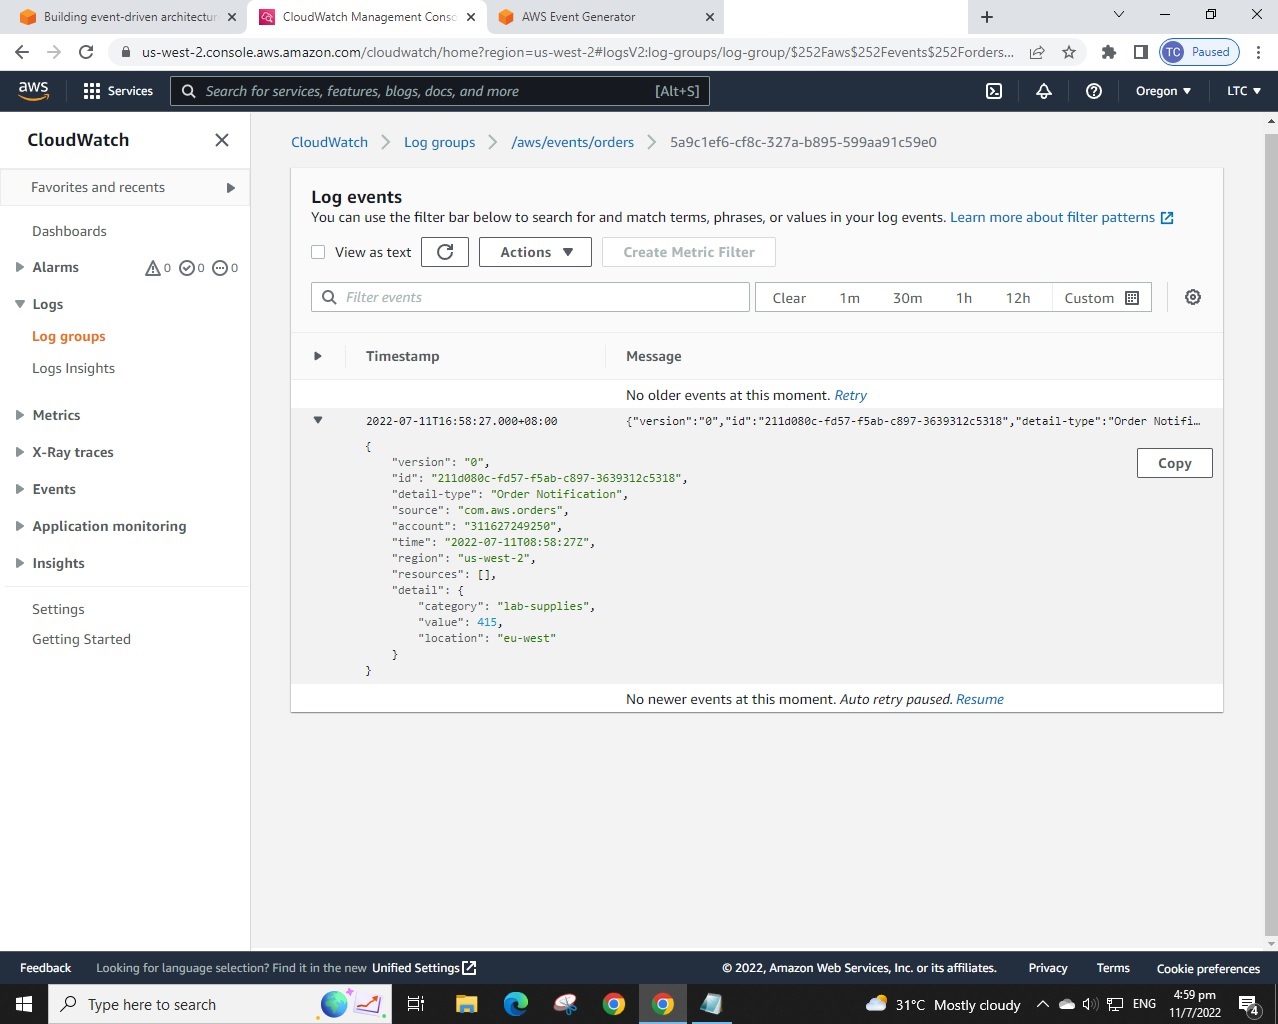 Building event-driven architectur
CloudWatch Management Conso
AWS Event Generator
us-west-2.console.aws.amazon.com/cloudwatch/home?region=us-west-2#logsV2:log-groups/log-group/$252Faws$252Fevents$252Forders...
TC Paused
aws Services Search for services, features, blogs, docs, and more [Alt+S] Oregon LTC
CloudWatch
Favorites and recents
Dashboards
Alarms 0 0 0
Logs
Log groups
Logs Insights
Metrics
X-Ray traces
Events
Application monitoring
Insights
Settings
Getting Started
CloudWatch Log groups /aws/events/orders 5a9c1ef6-cf8c-327a-b895-599aa91c59e0
Log events
You can use the filter bar below to search for and match terms, phrases, or values in your log events. Learn more about filter patterns
View as text Actions Create Metric Filter
Filter events Clear 1m 30m 1h 12h Custom
Timestamp Message
No older events at this moment. Retry
2022-07-11T16:58:27.000+08:00 {"version":"0","id":"211d080c-fd57-f5ab-c897-3639312c5318","detail-type":"Order Notifi...
{
"version": "0",
Copy
"id": "211d080c-fd57-f5ab-c897-3639312c5318",
"detail-type": "Order Notification",
"source": "com.aws.orders",
"account": "311627249250",
"time": "2022-07-11T08:58:27Z",
"region": "us-west-2",
"resources": [],
"detail": {
"category": "lab-supplies",
"value": 415,
"location": "eu-west"
}
}
No newer events at this moment. Auto retry paused. Resume
Feedback Looking for language selection? Find it in the new Unified Settings © 2022, Amazon Web Services, Inc. or its affiliates. Privacy Terms Cookie preferences
Type here to search 31°C Mostly cloudy ENG 4:59 pm
11/7/2022 4